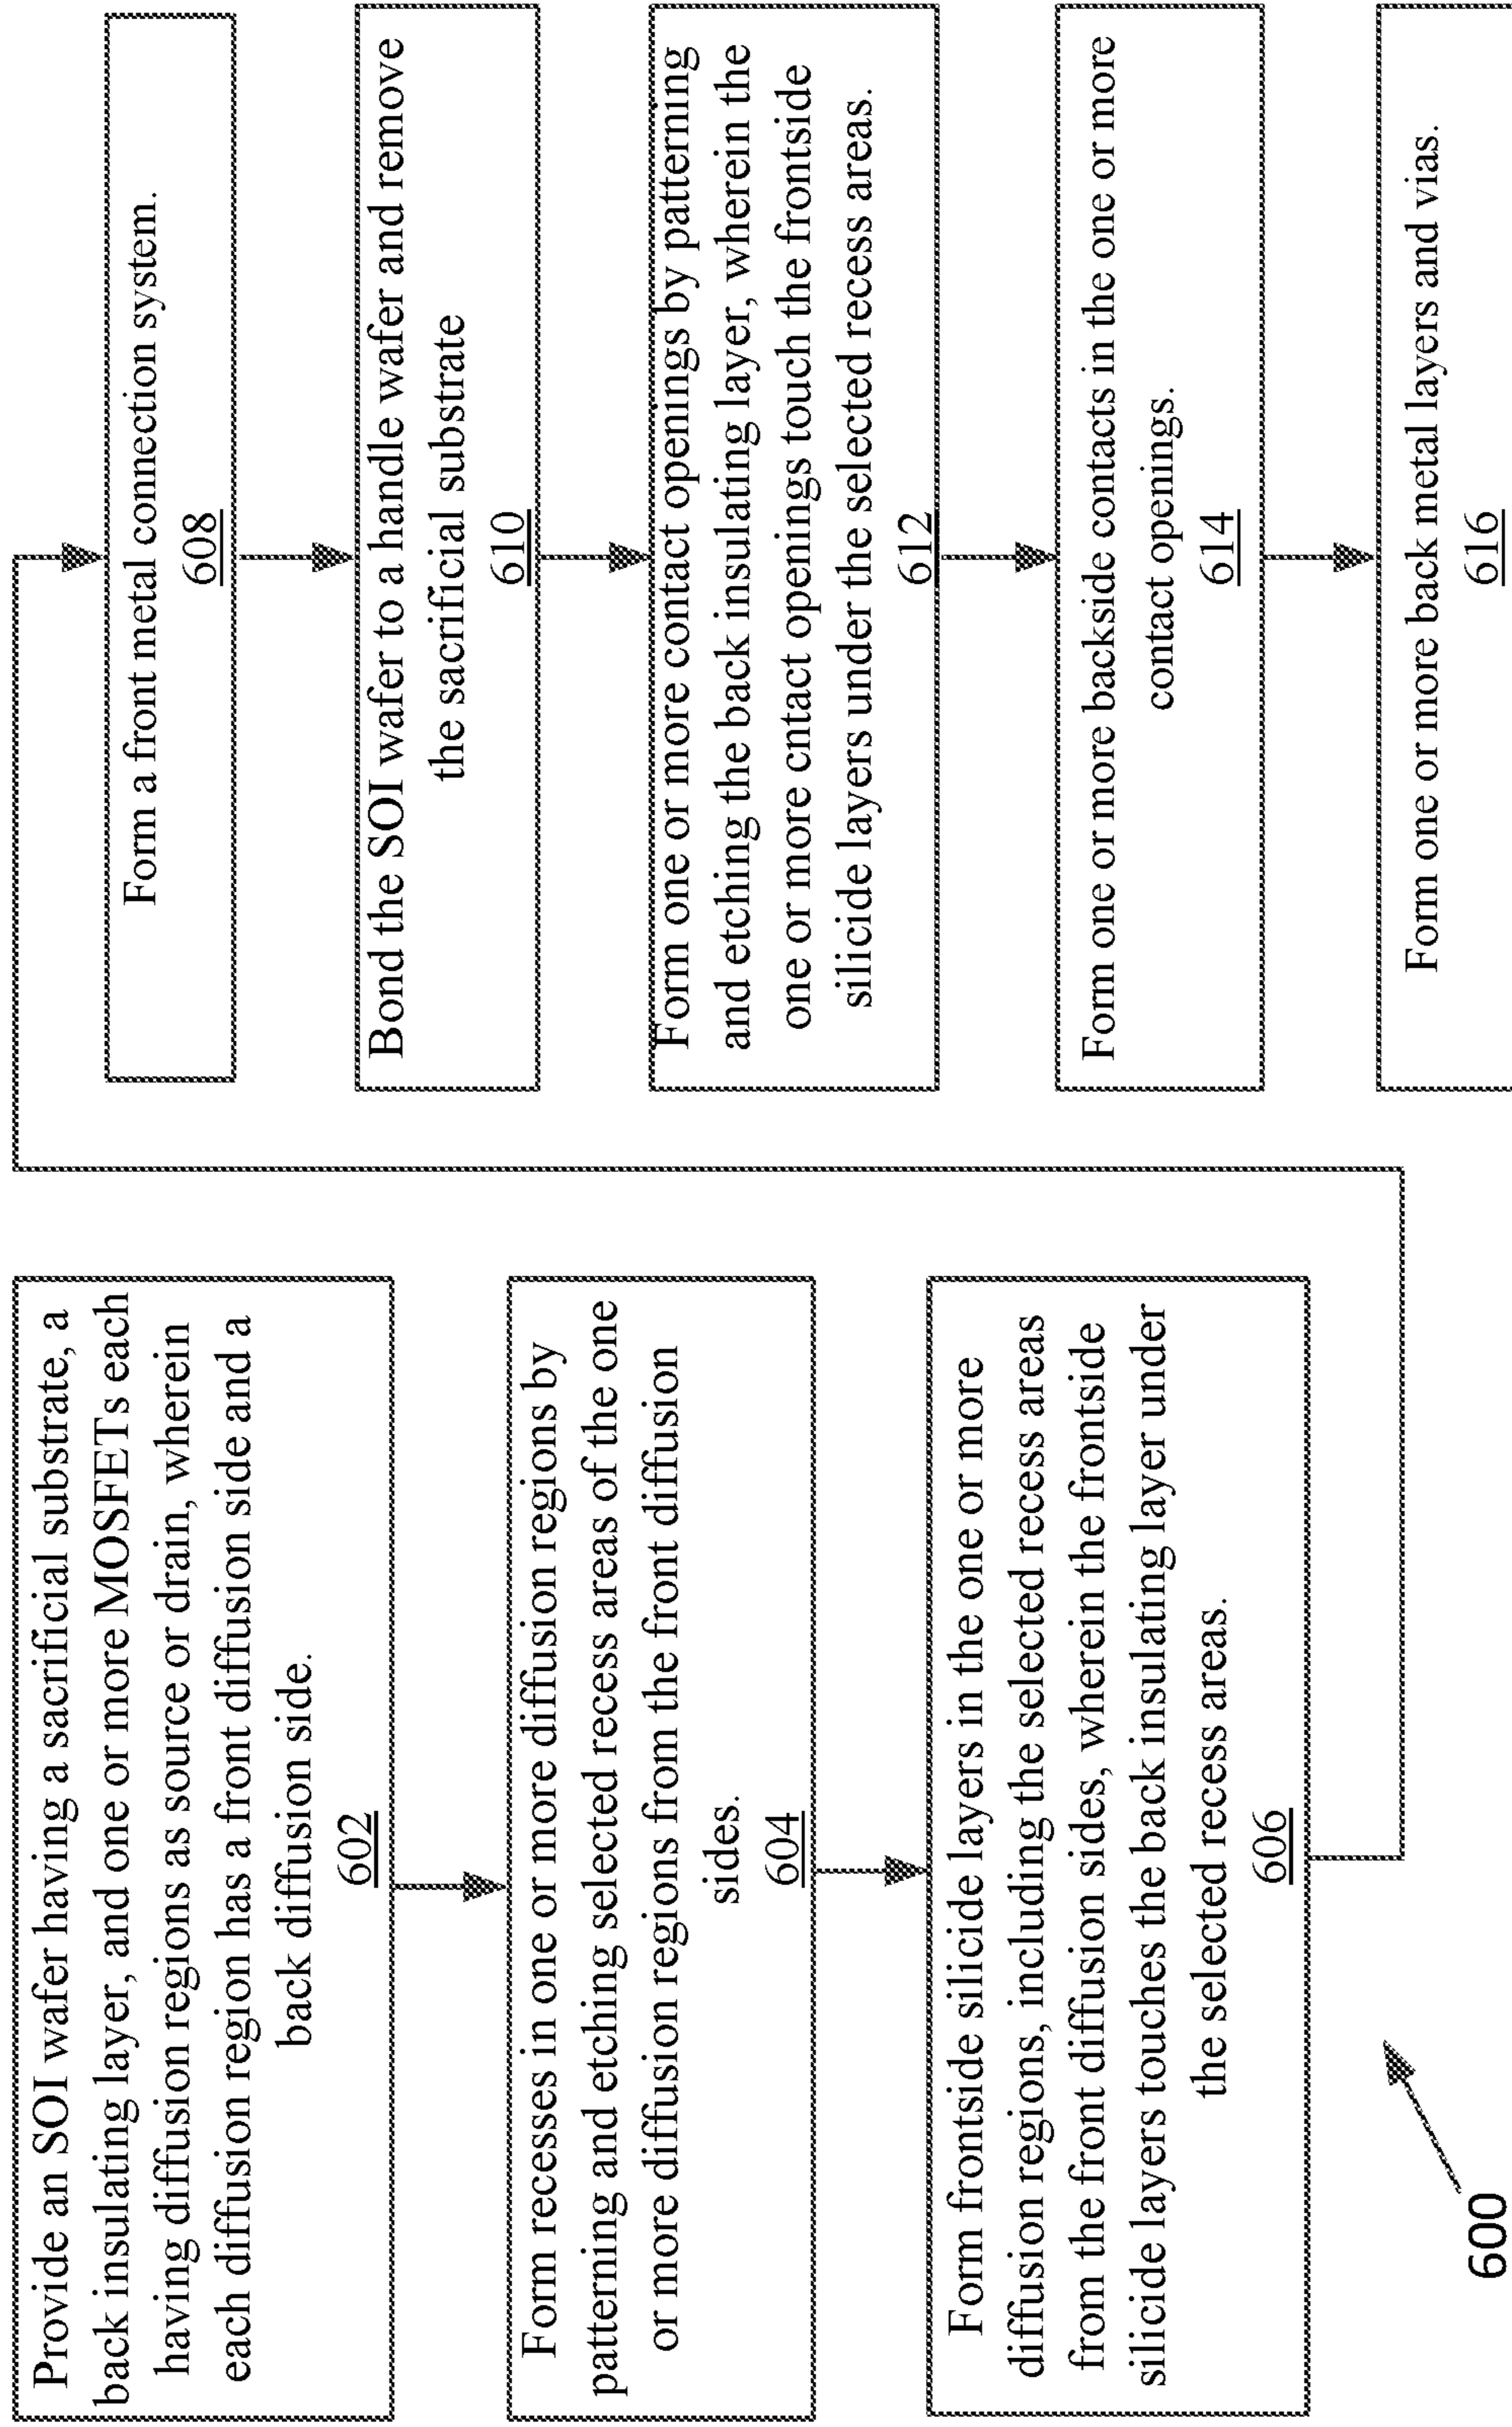 Provide an SOI wafer having a sacrificial substrate, a
back insulating layer, and one or more MOSFETs each
having diffusion regions as source or drain, wherein
each diffusion region has a front diffusion side and a
back diffusion side.
602
Form recesses in one or more diffusion regions by
patterning and etching selected recess areas of the one
or more diffusion regions from the front diffusion
sides.
604
Form frontside silicide layers in the one or more
diffusion regions, including the selected recess areas
from the front diffusion sides, wherein the frontside
silicide layers touches the back insulating layer under
the selected recess areas.
606
600
Form a front metal connection system.
608
Bond the SOI wafer to a handle wafer and remove
the sacrificial substrate
610
Form one or more contact openings by patterning
and etching the back insulating layer, wherein the
one or more cntact openings touch the frontside
silicide layers under the selected recess areas.
612
Form one or more backside contacts in the one or more
contact openings.
614
Form one or more back metal layers and vias.
616